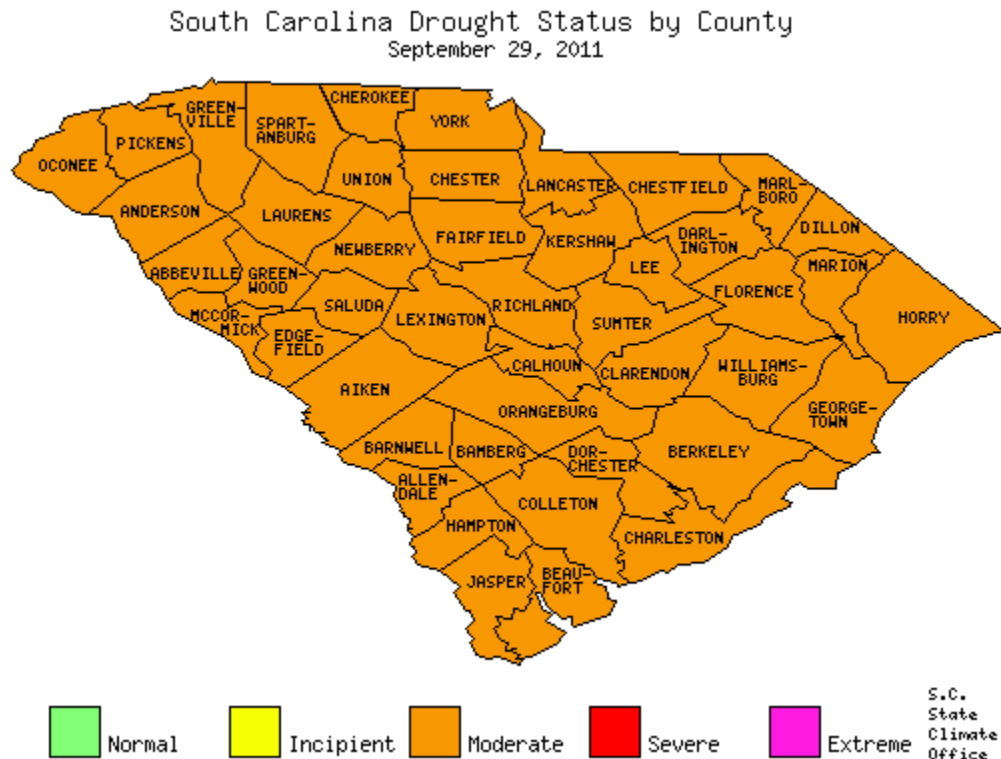 South Carolina Drought Status by County
September 29, 2011
CHEROKEE
GREEN-
VILLE
SPART-
ANBURG
YORK
PICKENS
OCONEE
UNION
CHESTER
LANCASTER
CHESTFIELD
MARL-
BORO
ANDERSON
LAURENS
DILLON
NEWBERRY
FAIRFIELD
KERSHAW
DARL-
INGTON
ABBEVILLE
GREEN-
WOOD
LEE
MARION
FLORENCE
SALUDA
RICHLAND
MCCOR-
MICK
LEXINGTON
SUMTER
HORRY
EDGE-
FIELD
CALHOUN
CLARENDON
WILLIAMS-
BURG
AIKEN
ORANGEBURG
GEORGE-
TOWN
BARNWELL
BAMBERG
DOR-
CHESTER
BERKELEY
ALLEN-
DALE
COLLETON
HAMPTON
CHARLESTON
JASPER
BEAU-
FORT
Normal
Incipient
Moderate
Severe
Extreme
S.C.
State
Climate
Office